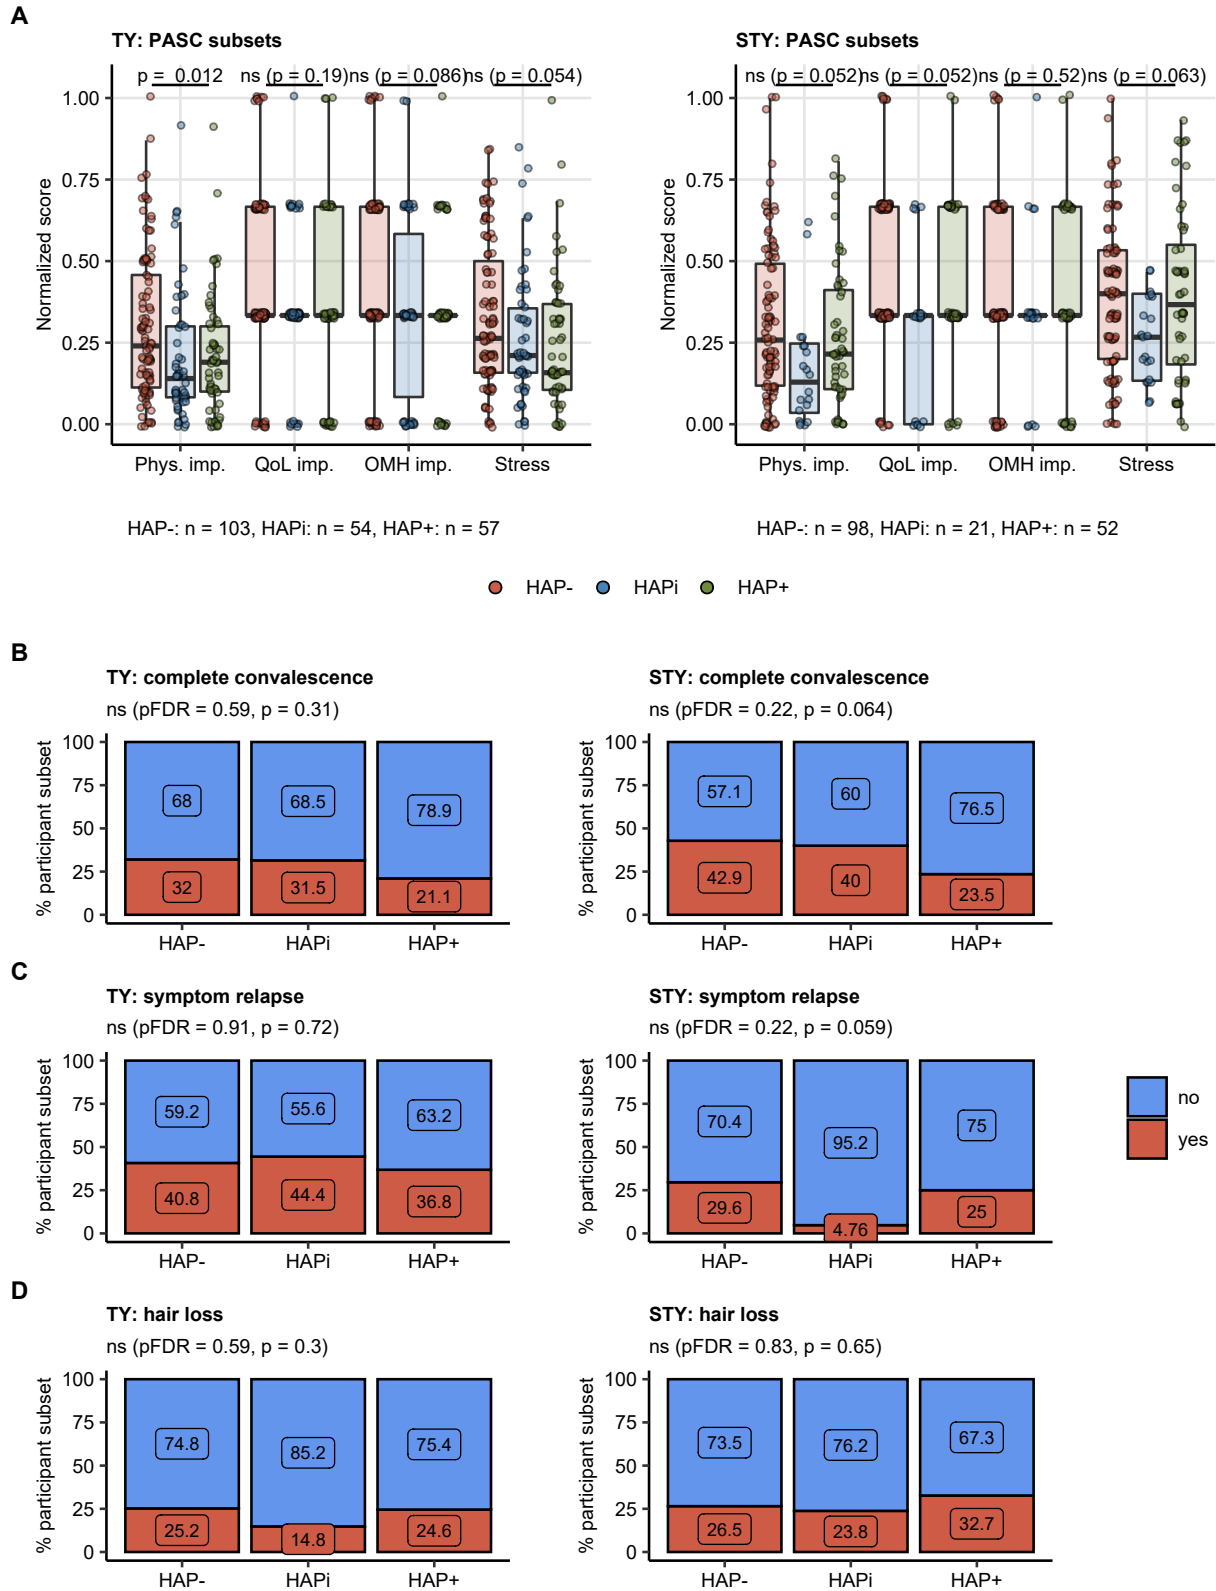 A
TY: PASC subsets
STY: PASC subsets
p = 0.012 ns (p = 0.19) ns (p = 0.086) ns (p = 0.054)
ns (p = 0.052) ns (p = 0.052) ns (p = 0.52) ns (p = 0.063)
Normalized score
1.00
0.75
0.50
0.25
0.00
Phys. imp. QoL imp. OMH imp. Stress
Normalized score
1.00
0.75
0.50
0.25
0.00
Phys. imp. QoL imp. OMH imp. Stress
HAP-: n = 103, HAPi: n = 54, HAP+: n = 57
HAP-: n = 98, HAPi: n = 21, HAP+: n = 52
HAP- HAPi HAP+
B
TY: complete convalescence
ns (pFDR = 0.59, p = 0.31)
% participant subset
100
75
50
25
0
68 68.5 78.9
32 31.5 21.1
HAP- HAPi HAP+
STY: complete convalescence
ns (pFDR = 0.22, p = 0.064)
% participant subset
100
75
50
25
0
57.1 60 76.5
42.9 40 23.5
HAP- HAPi HAP+
C
TY: symptom relapse
ns (pFDR = 0.91, p = 0.72)
% participant subset
100
75
50
25
0
59.2 55.6 63.2
40.8 44.4 36.8
HAP- HAPi HAP+
STY: symptom relapse
ns (pFDR = 0.22, p = 0.059)
% participant subset
100
75
50
25
0
70.4 95.2 75
29.6 4.76 25
HAP- HAPi HAP+
no
yes
D
TY: hair loss
ns (pFDR = 0.59, p = 0.3)
% participant subset
100
75
50
25
0
74.8 85.2 75.4
25.2 14.8 24.6
HAP- HAPi HAP+
STY: hair loss
ns (pFDR = 0.83, p = 0.65)
% participant subset
100
75
50
25
0
73.5 76.2 67.3
26.5 23.8 32.7
HAP- HAPi HAP+